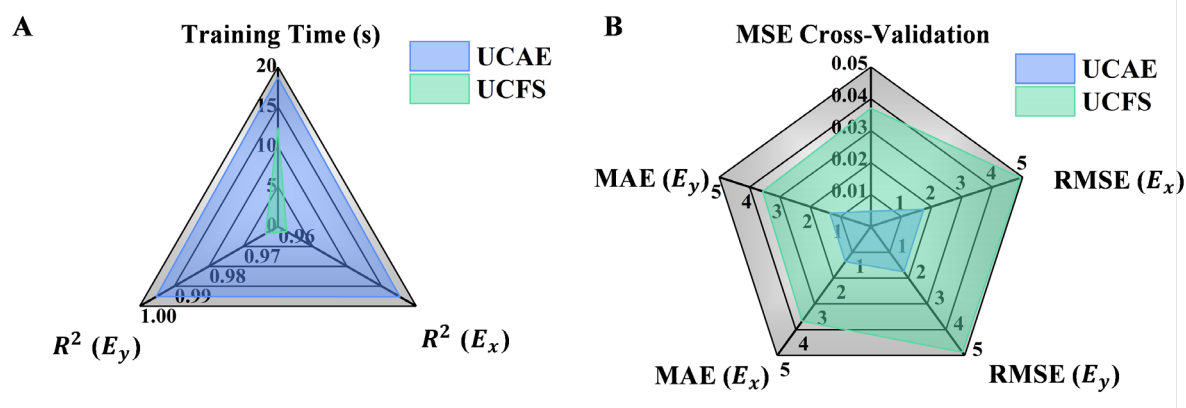 A
Training Time (s)
UCAE
UCFS
20
15
10
5
0
0.96
0.97
0.98
0.99
1.00
R² (E_y)
R² (E_x)
B
MSE Cross-Validation
UCAE
UCFS
0.05
0.04
0.03
0.02
0.01
MAE (E_y)
5
4
3
2
1
1
2
3
4
5
RMSE (E_x)
1
2
3
4
5
1
2
3
4
5
MAE (E_x)
RMSE (E_y)